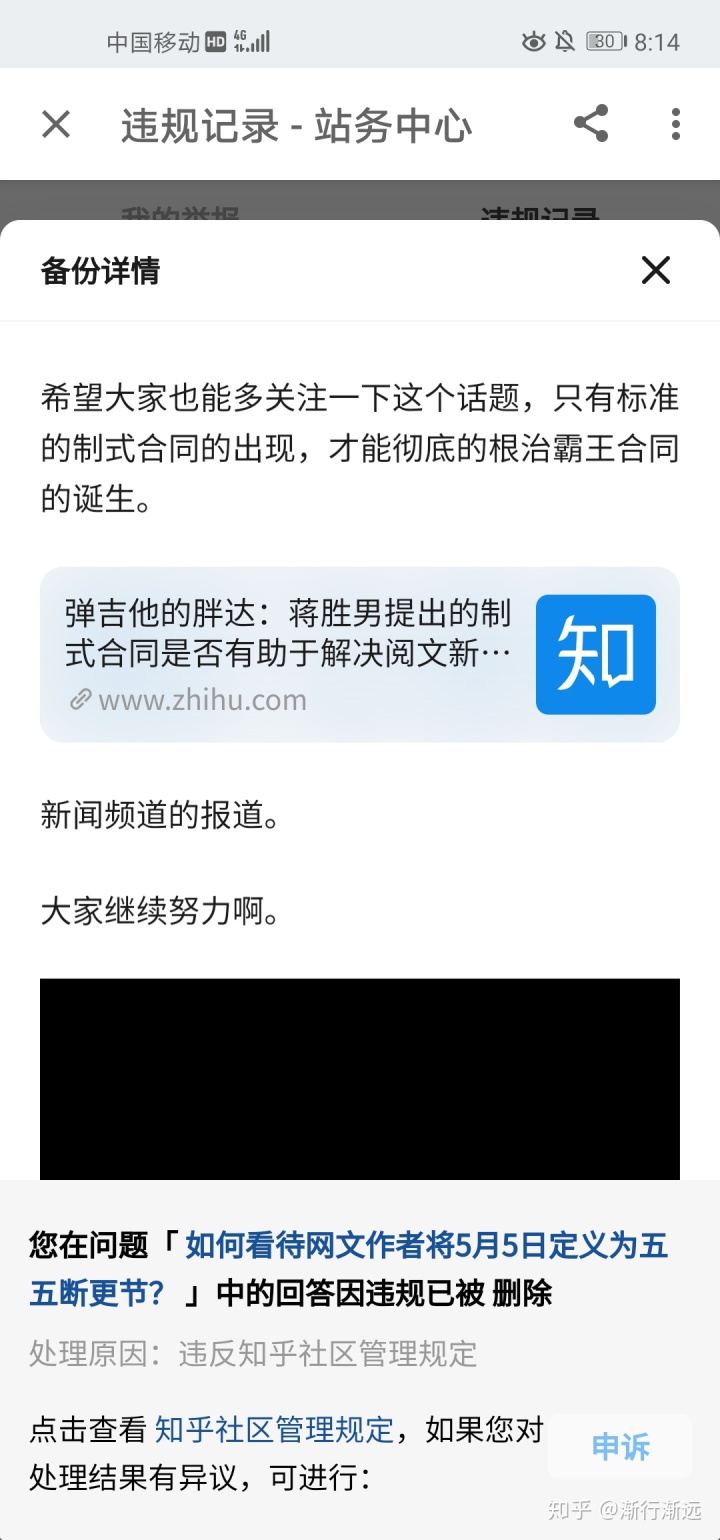 中国移动 HD 4G 80 8:14
违规记录 - 站务中心
我的举报 违规记录
备份详情
希望大家也能多关注一下这个话题，只有标准
的制式合同的出现，才能彻底的根治霸王合同
的诞生。
弹吉他的胖达：蒋胜男提出的制
式合同是否有助于解决阅文新…
www.zhihu.com
知
新闻频道的报道。
大家继续努力啊。
您在问题「 如何看待网文作者将5月5日定义为五
五断更节？ 」中的回答因违规已被 删除
处理原因：违反知乎社区管理规定
点击查看 知乎社区管理规定，如果您对
处理结果有异议，可进行：
申诉
知乎 @渐行渐远